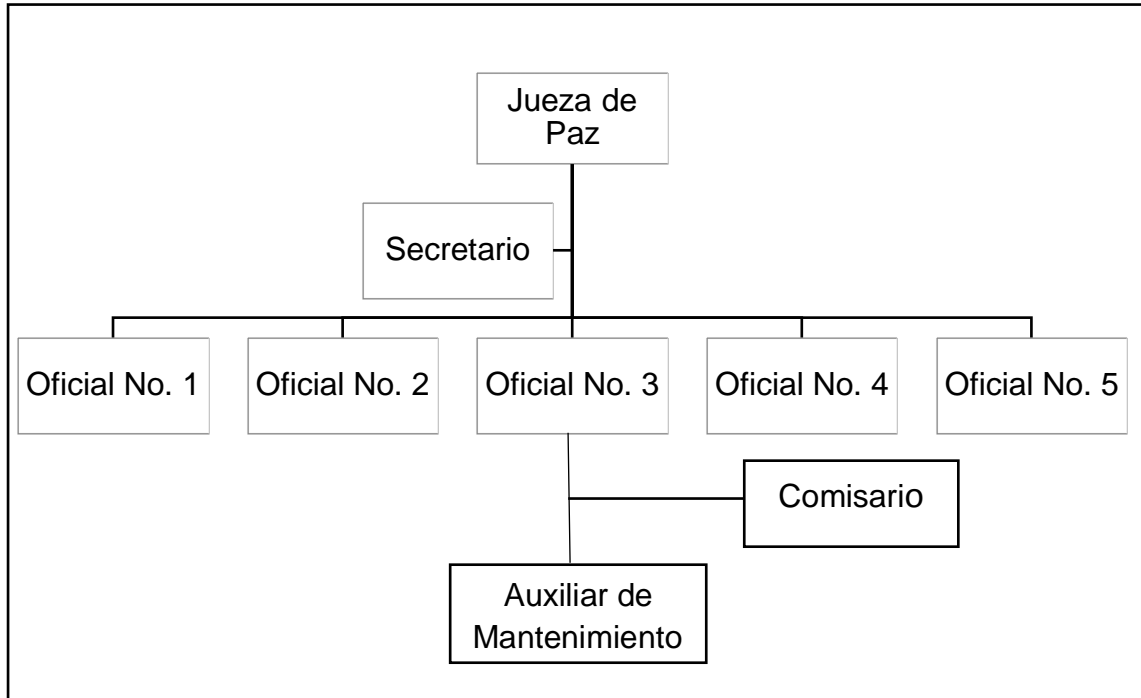 Jueza de
Paz
Secretario
Oficial No. 1
Oficial No. 2
Oficial No. 3
Oficial No. 4
Oficial No. 5
Comisario
Auxiliar de
Mantenimiento